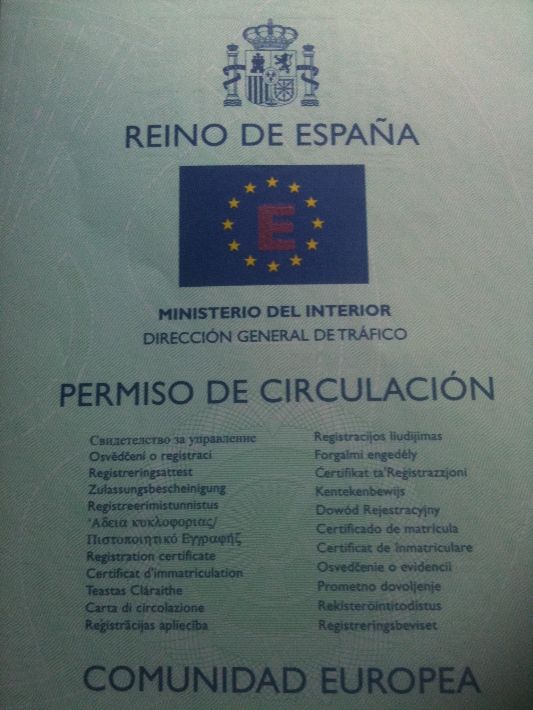 REINO DE ESPAÑA
E
MINISTERIO DEL INTERIOR
DIRECCIÓN GENERAL DE TRÁFICO
PERMISO DE CIRCULACIÓN
Свидетелство за управление
Osvědčení o registraci
Registreringsattest
Zulassungsbescheinigung
Registreerimistunnistus
'Αδεια κυκλοφορίας/
Πιστοποιητικό Εγγραφής
Registration certificate
Certificat d'immatriculation
Teastas Cláraithe
Carta di circolazione
Reģistrācijas apliecība
Registracijos liudijimas
Forgalmi engedély
Ċertifikat ta'Reġistrazzjoni
Kentekenbewijs
Dowód Rejestracyjny
Certificado de matrícula
Certificat de înmatriculare
Osvedčenie o evidencii
Prometno dovoljenje
Rekisteröintitodistus
Registreringsbeviset
COMUNIDAD EUROPEA